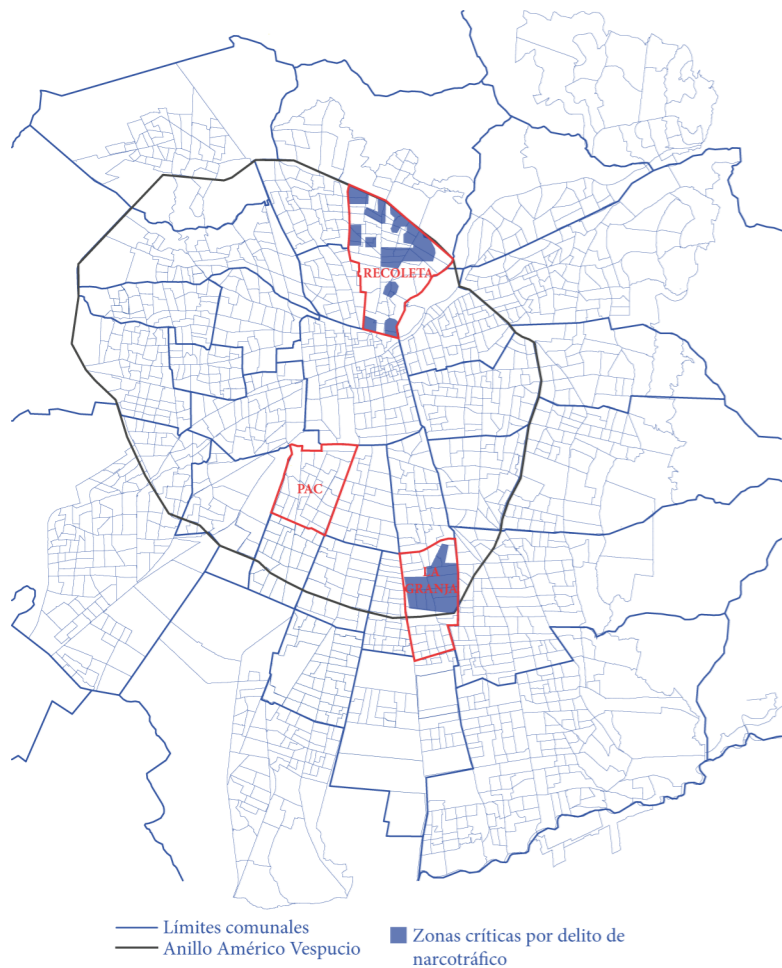 RECOLETA
PAC
LA
GRANJA
Límites comunales
Anillo Américo Vespucio
Zonas críticas por delito de
narcotráfico